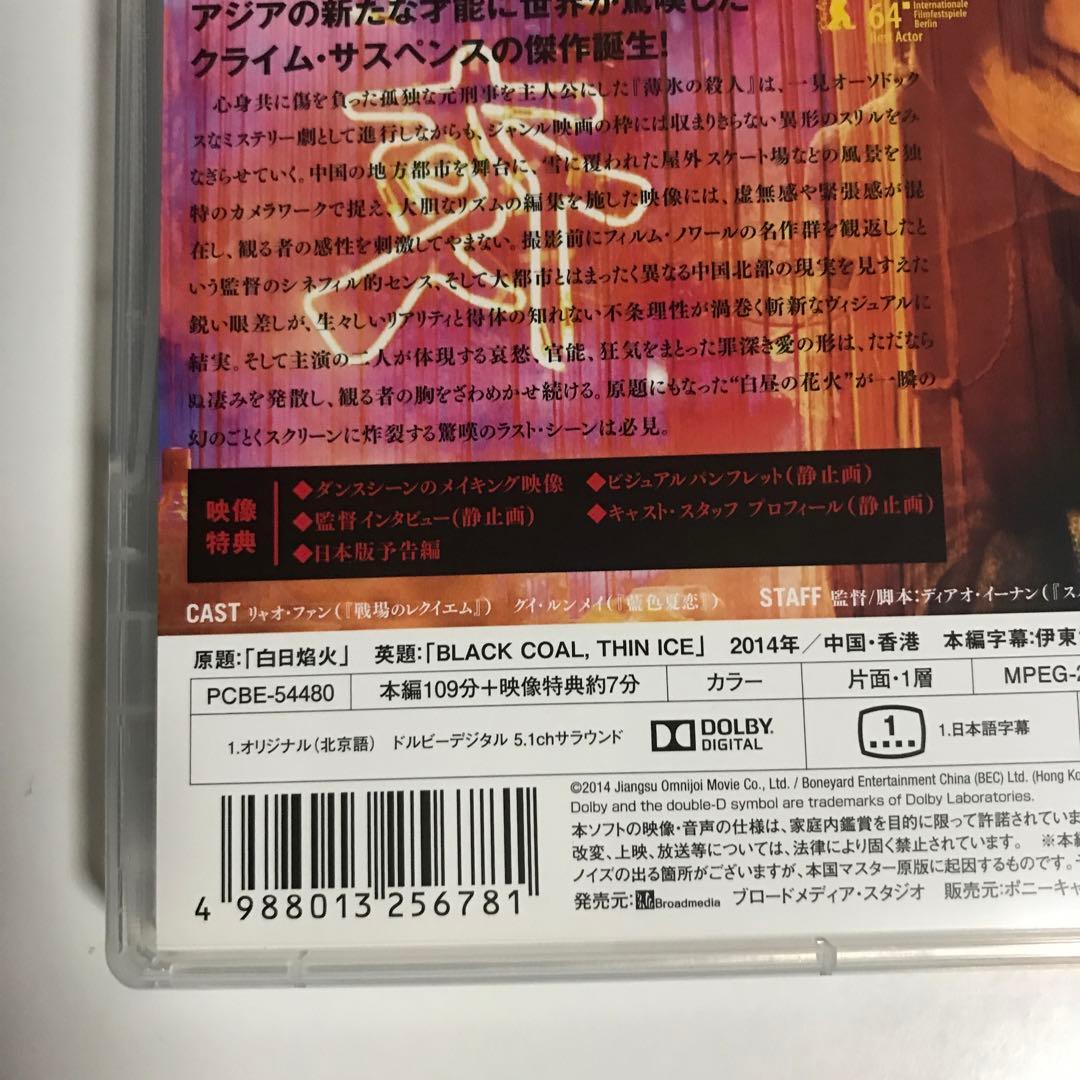 アジアの新たな才能に世界が驚嘆した
クライム・サスペンスの傑作誕生!
64 Internationale
Filmfestspiele
Berlin
Best Actor
心身共に傷を負った孤独な元刑事を主人公にした『薄氷の殺人』は、一見オーソドック
スなミステリー劇として進行しながらも、ジャンル映画の枠には収まりきらない異形のスリルをみ
なぎらせていく。中国の地方都市を舞台に、雪に覆われた屋外スケート場などの風景を独
特のカメラワークで捉え、大胆なリズムの編集を施した映像には、虚無感や緊張感が混
在し、観る者の感性を刺激してやまない。撮影前にフィルム・ノワールの名作群を観返したと
いう監督のシネフィル的センス、そして大都市とはまったく異なる中国北部の現実を見すえた
鋭い眼差しが、生々しいリアリティと得体の知れない不条理性が渦巻く斬新なヴィジュアルに
結実。そして主演の二人が体現する哀愁、官能、狂気をまとった罪深き愛の形は、ただなら
ぬ凄みを発散し、観る者の胸をざわめかせ続ける。原題にもなった“白昼の花火”が一瞬の
幻のごとくスクリーンに炸裂する驚嘆のラスト・シーンは必見。
映像
特典
◆ダンスシーンのメイキング映像 ◆ビジュアルパンフレット(静止画)
◆監督インタビュー(静止画) ◆キャスト・スタッフ プロフィール(静止画)
◆日本版予告編
CAST リャオ・ファン(『戦場のレクイエム』) グイ・ルンメイ(『藍色夏恋』) STAFF 監督/脚本:ディアオ・イーナン(『ス
原題:「白日焰火」 英題:「BLACK COAL, THIN ICE」 2014年/中国・香港 本編字幕:伊東
PCBE-54480 本編109分+映像特典約7分 カラー 片面・1層 MPEG-2
1.オリジナル(北京語) ドルビーデジタル 5.1chサラウンド DOLBY DIGITAL 1 1.日本語字幕
©2014 Jiangsu Omnijoi Movie Co., Ltd. / Boneyard Entertainment China (BEC) Ltd. (Hong Ko
Dolby and the double-D symbol are trademarks of Dolby Laboratories.
本ソフトの映像・音声の仕様は、家庭内鑑賞を目的に限って許諾されていま
改変、上映、放送等については、法律により固く禁止されています。 ※本編
ノイズの出る箇所がございますが、本国マスター原版に起因するものです。
発売元:Broadmedia ブロードメディア・スタジオ 販売元:ポニーキャ
4 988013 256781